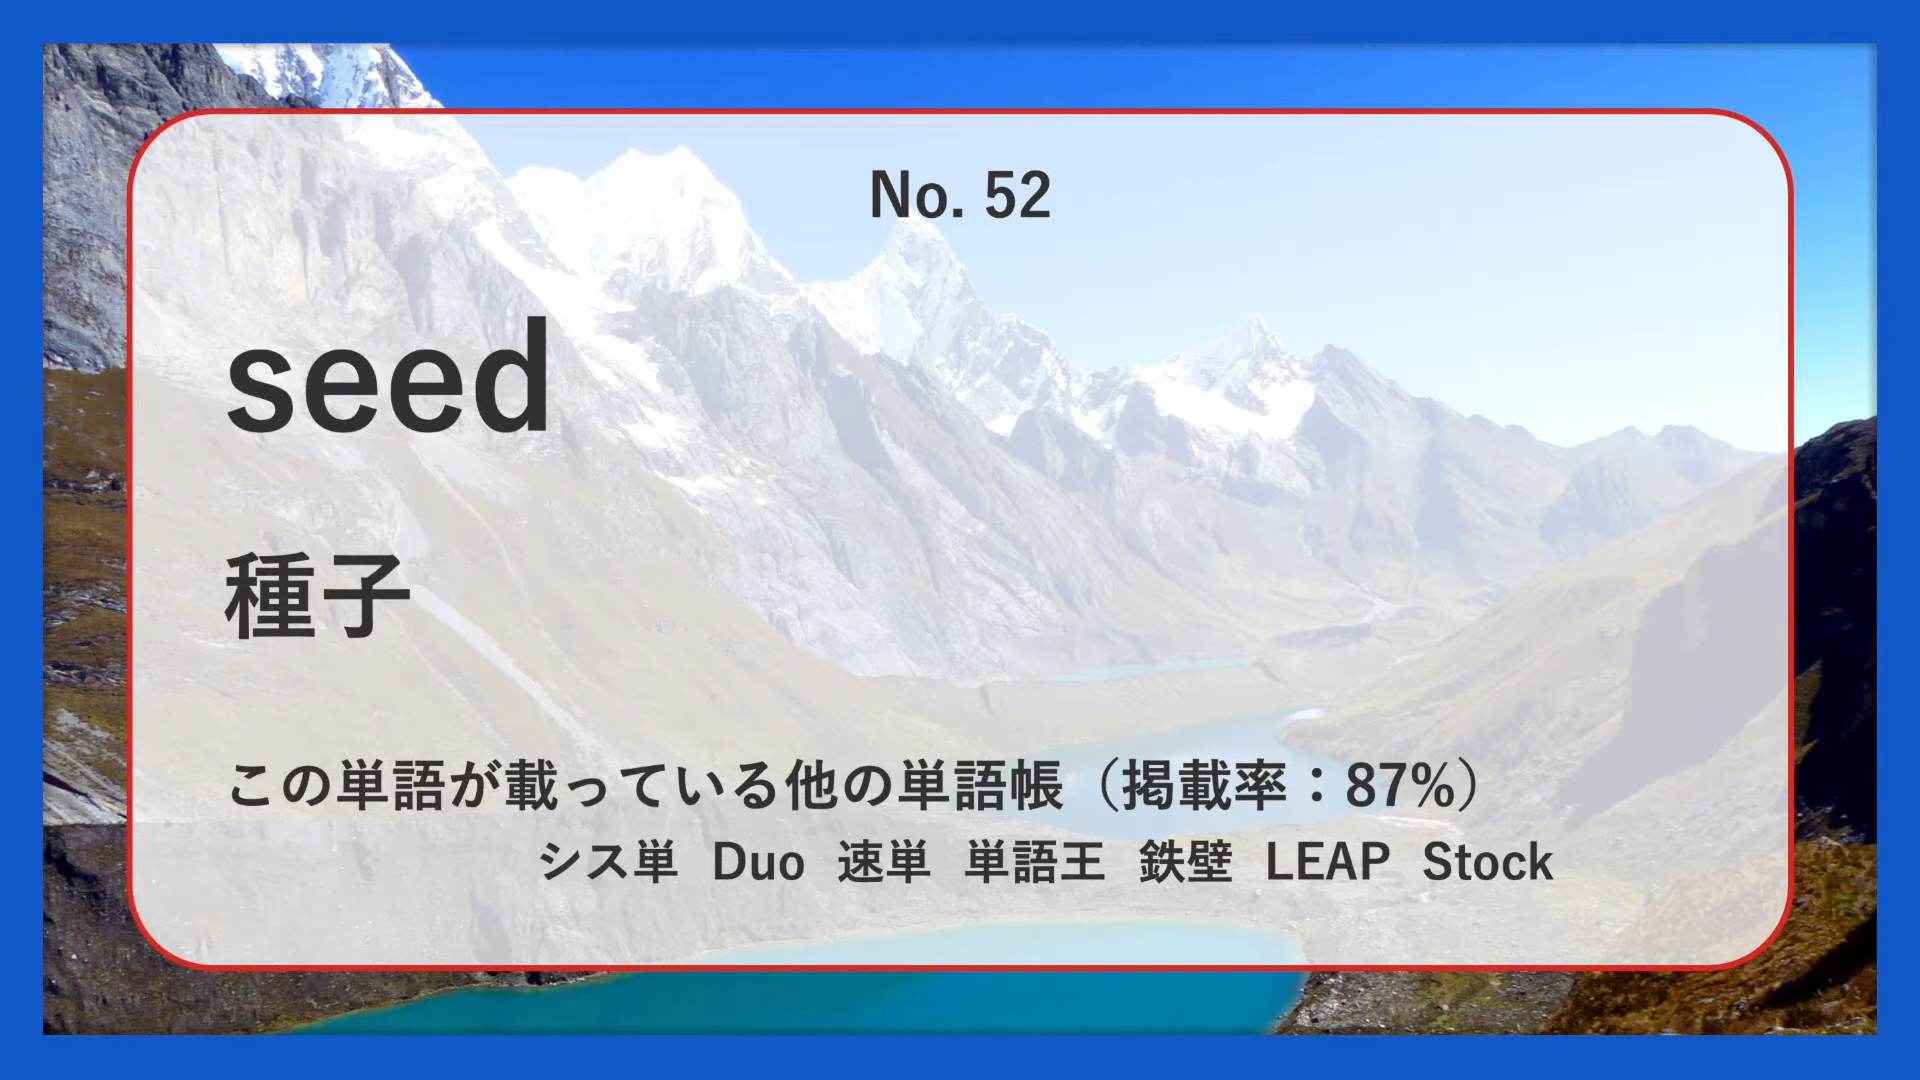 No. 52
seed
種子
この単語が載っている他の単語帳（掲載率：87%）
シス単 Duo 速単 単語王 鉄壁 LEAP Stock